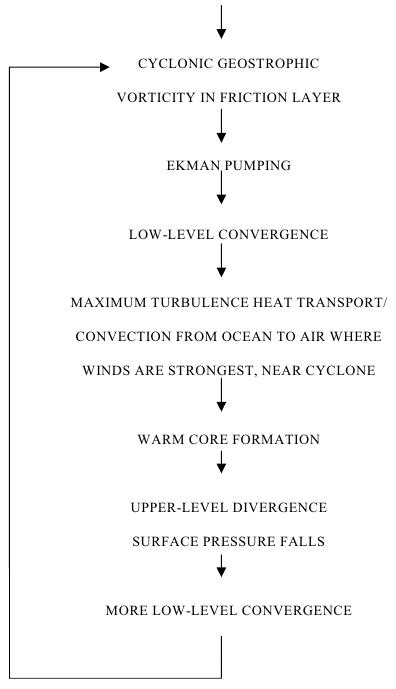 CYCLONIC GEOSTROPHIC
VORTICITY IN FRICTION LAYER
EKMAN PUMPING
LOW-LEVEL CONVERGENCE
MAXIMUM TURBULENCE HEAT TRANSPORT/
CONVECTION FROM OCEAN TO AIR WHERE
WINDS ARE STRONGEST, NEAR CYCLONE
WARM CORE FORMATION
UPPER-LEVEL DIVERGENCE
SURFACE PRESSURE FALLS
MORE LOW-LEVEL CONVERGENCE